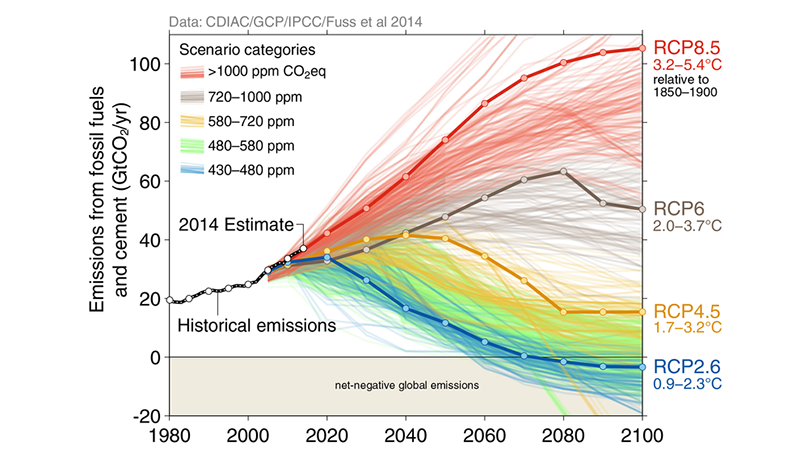 Data: CDIAC/GCP/IPCC/Fuss et al 2014
Scenario categories
>1000 ppm CO₂eq
720–1000 ppm
580–720 ppm
480–580 ppm
430–480 ppm
Emissions from fossil fuels
and cement (GtCO₂/yr)
100
80
60
40
20
0
-20
2014 Estimate
Historical emissions
net-negative global emissions
1980
2000
2020
2040
2060
2080
2100
RCP8.5
3.2–5.4°C
relative to
1850–1900
RCP6
2.0–3.7°C
RCP4.5
1.7–3.2°C
RCP2.6
0.9–2.3°C